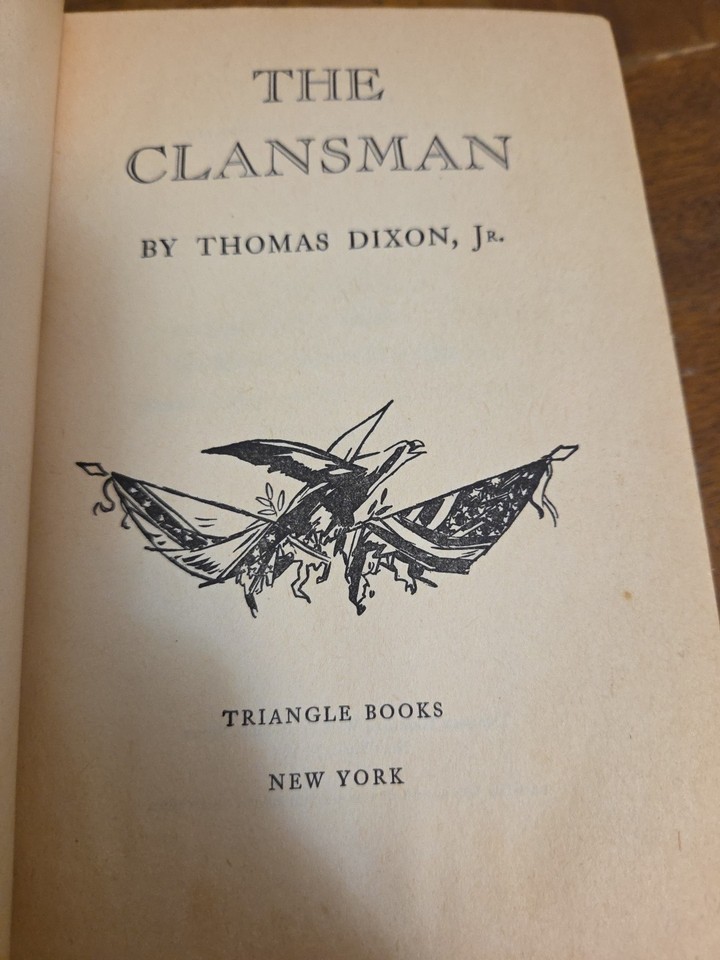 THE
CLANSMAN
BY THOMAS DIXON, Jr.
TRIANGLE BOOKS
NEW YORK